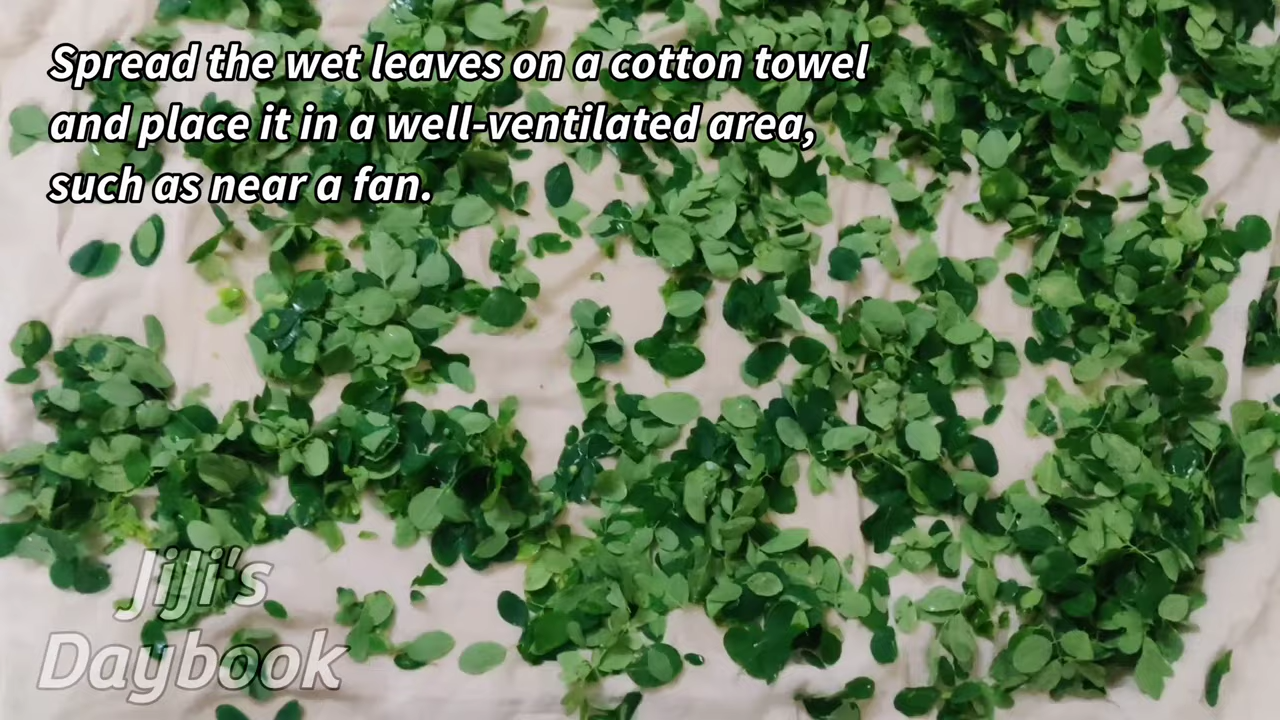 Spread the wet leaves on a cotton towel
and place it in a well-ventilated area,
such as near a fan.
JiJi's
Daybook